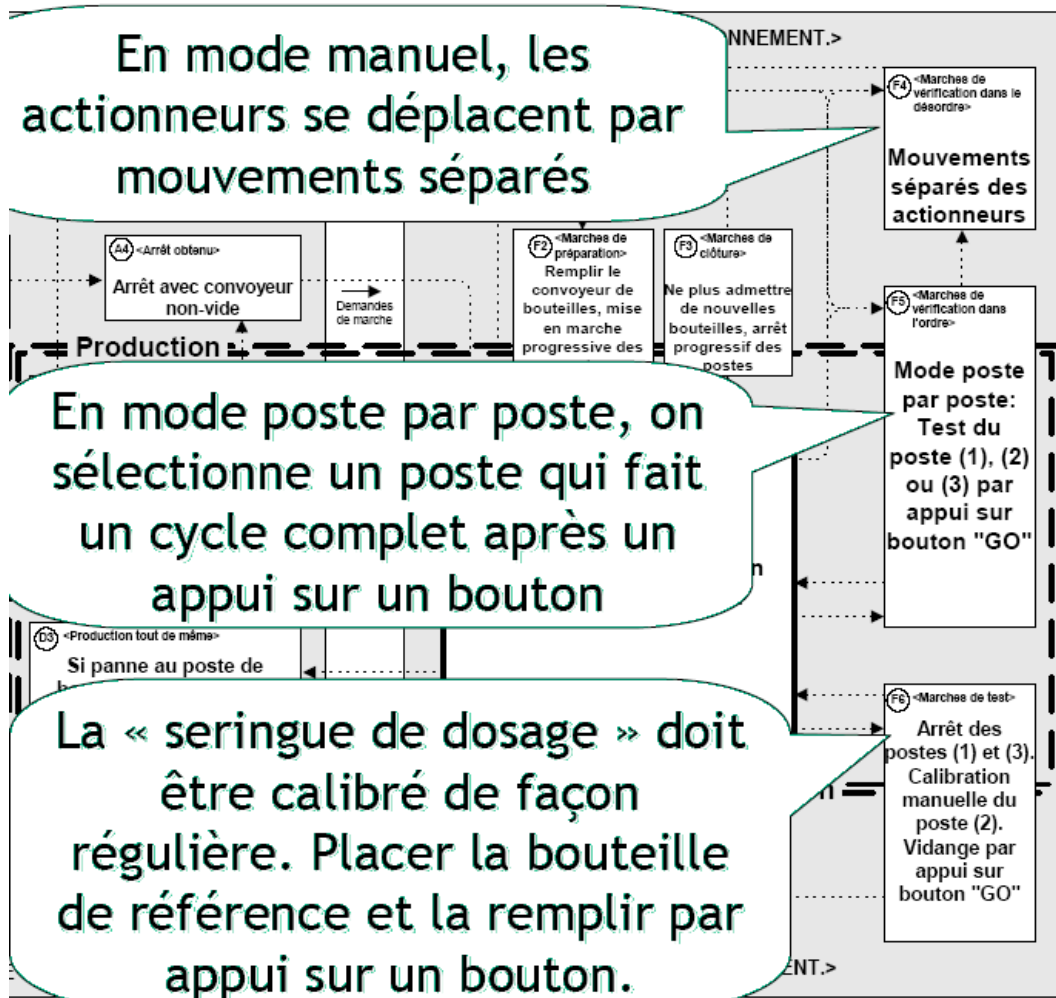 NNEMENT.>
En mode manuel, les
actionneurs se déplacent par
mouvements séparés
F4 <Marches de
vérification dans le
désordre>
Mouvements
séparés des
actionneurs
A4 <Arrêt obtenu>
Arrêt avec convoyeur
non-vide
Demandes
de marche
F2 <Marches de
préparation>
Remplir le
convoyeur de
bouteilles, mise
en marche
progressive des
F3 <Marches de
clôture>
Ne plus admettre
de nouvelles
bouteilles, arrêt
progressif des
postes
F5 <Marches de
vérification dans
l'ordre>
Mode poste
par poste:
Test du
poste (1), (2)
ou (3) par
appui sur
bouton "GO"
Production
En mode poste par poste, on
sélectionne un poste qui fait
un cycle complet après un
appui sur un bouton
n
D3 <Production tout de même>
Si panne au poste de
F6 <Marches de test>
Arrêt des
postes (1) et (3).
Calibration
manuelle du
poste (2).
Vidange par
appui sur
bouton "GO"
La « seringue de dosage » doit
être calibré de façon
régulière. Placer la bouteille
de référence et la remplir par
appui sur un bouton.
ENT.>